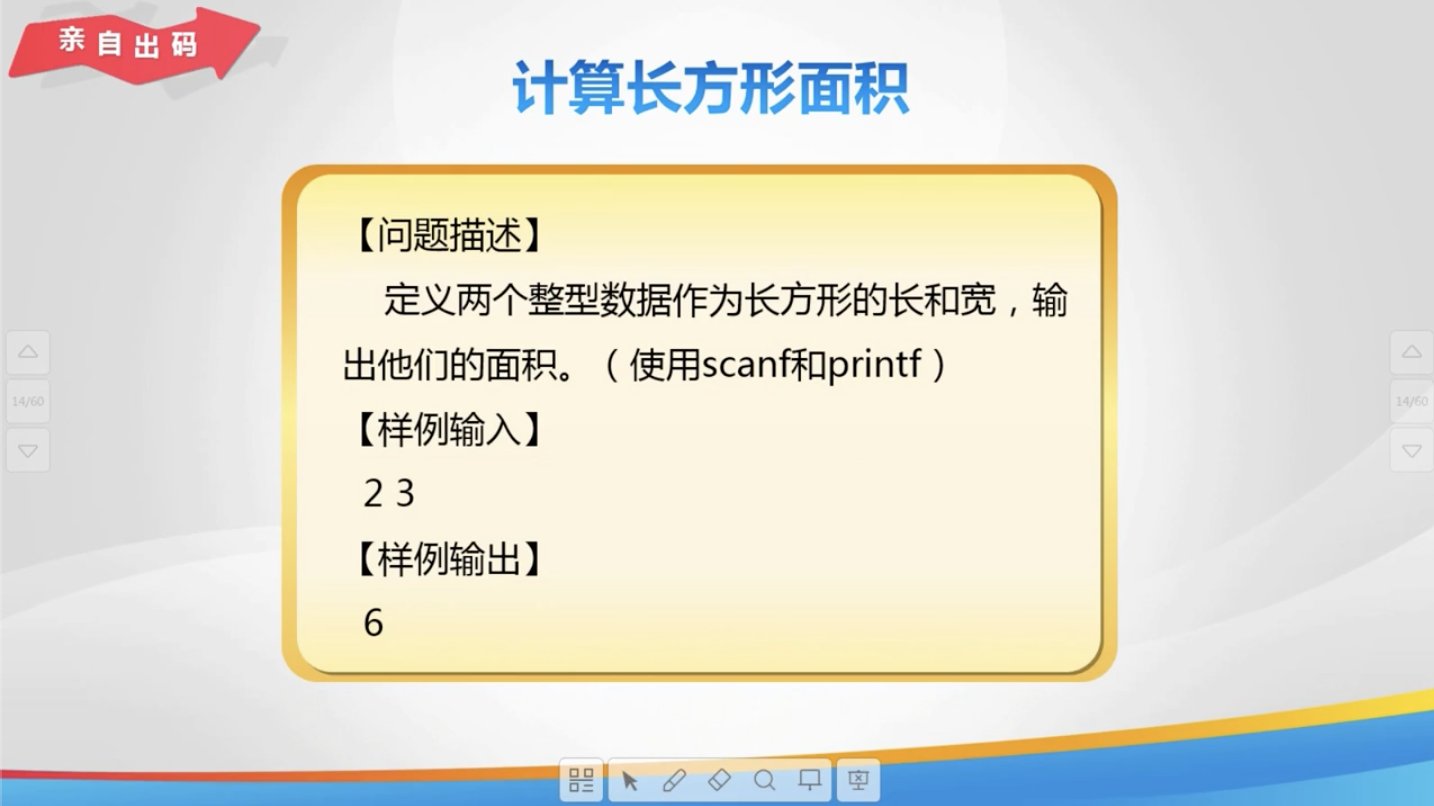 亲自出码
计算长方形面积
【问题描述】
定义两个整型数据作为长方形的长和宽，输
出他们的面积。（使用scanf和printf）
【样例输入】
2 3
【样例输出】
6
14/60
14/60